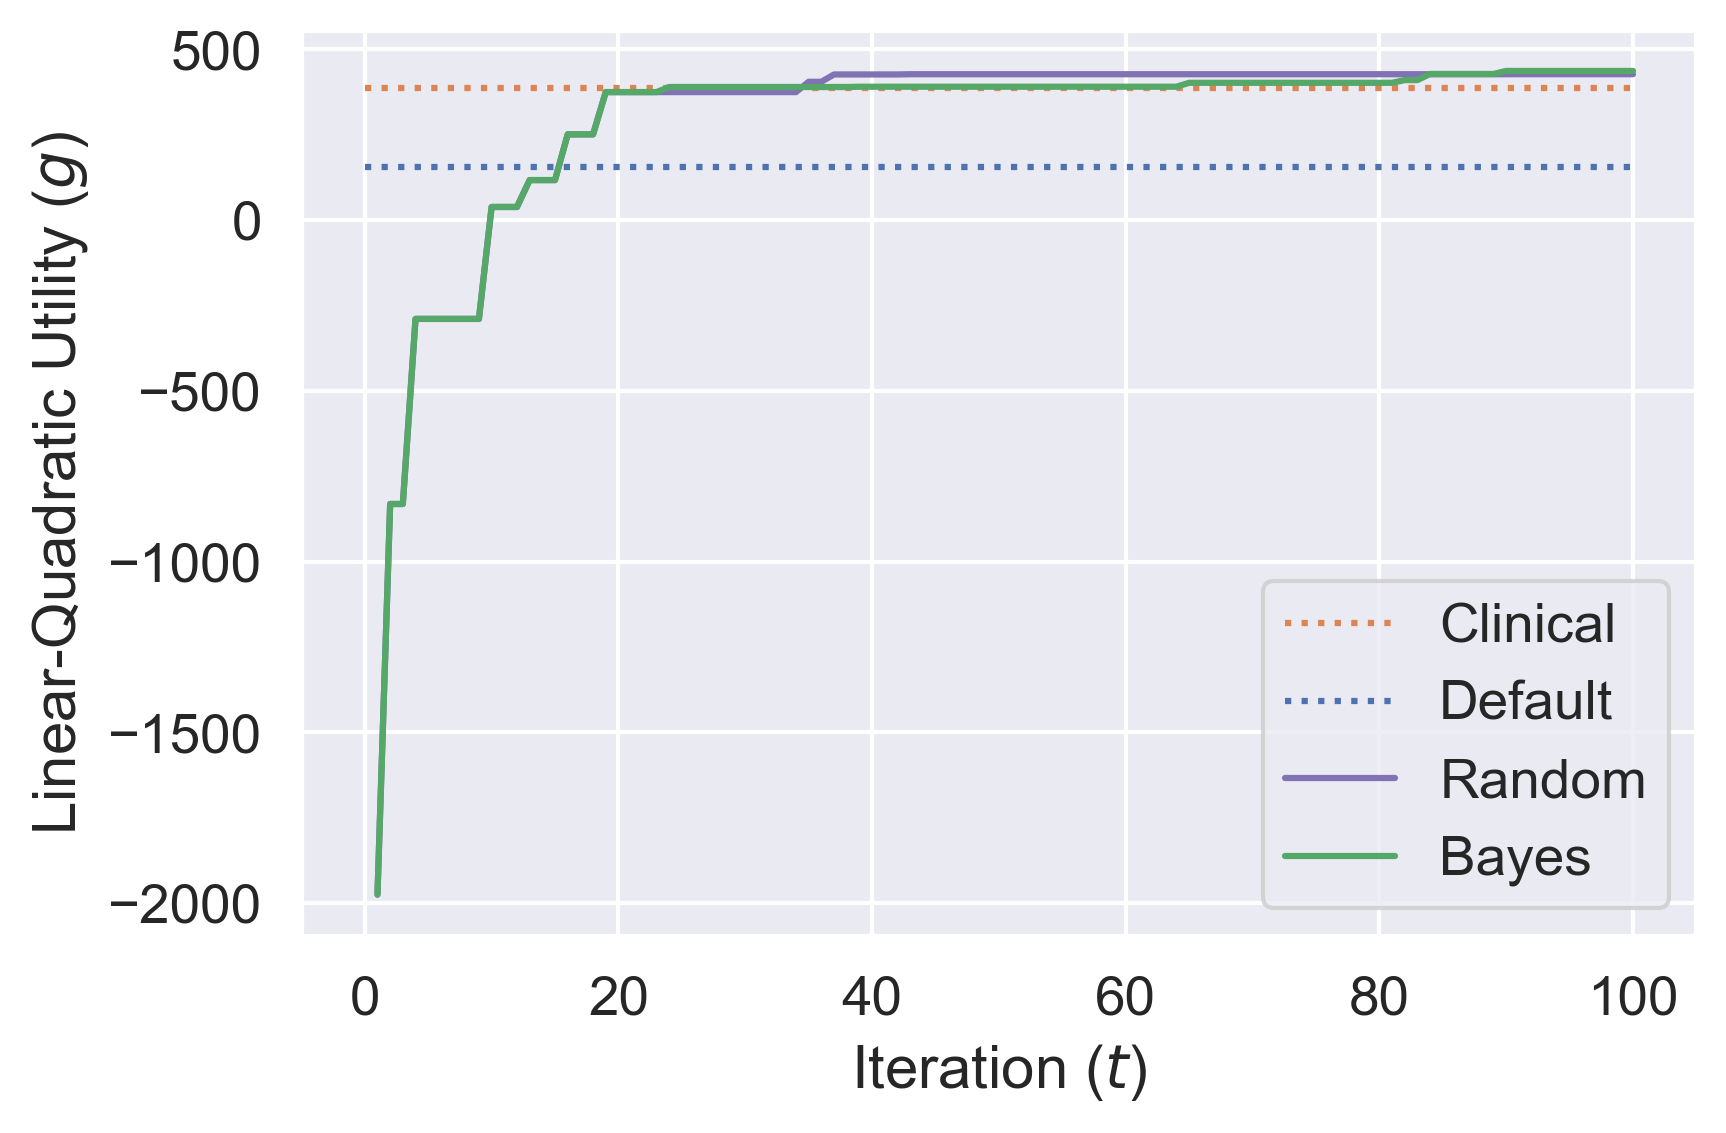 Linear-Quadratic Utility (g)
500
0
−500
−1000
−1500
−2000
0 20 40 60 80 100
Iteration (t)
Clinical
Default
Random
Bayes